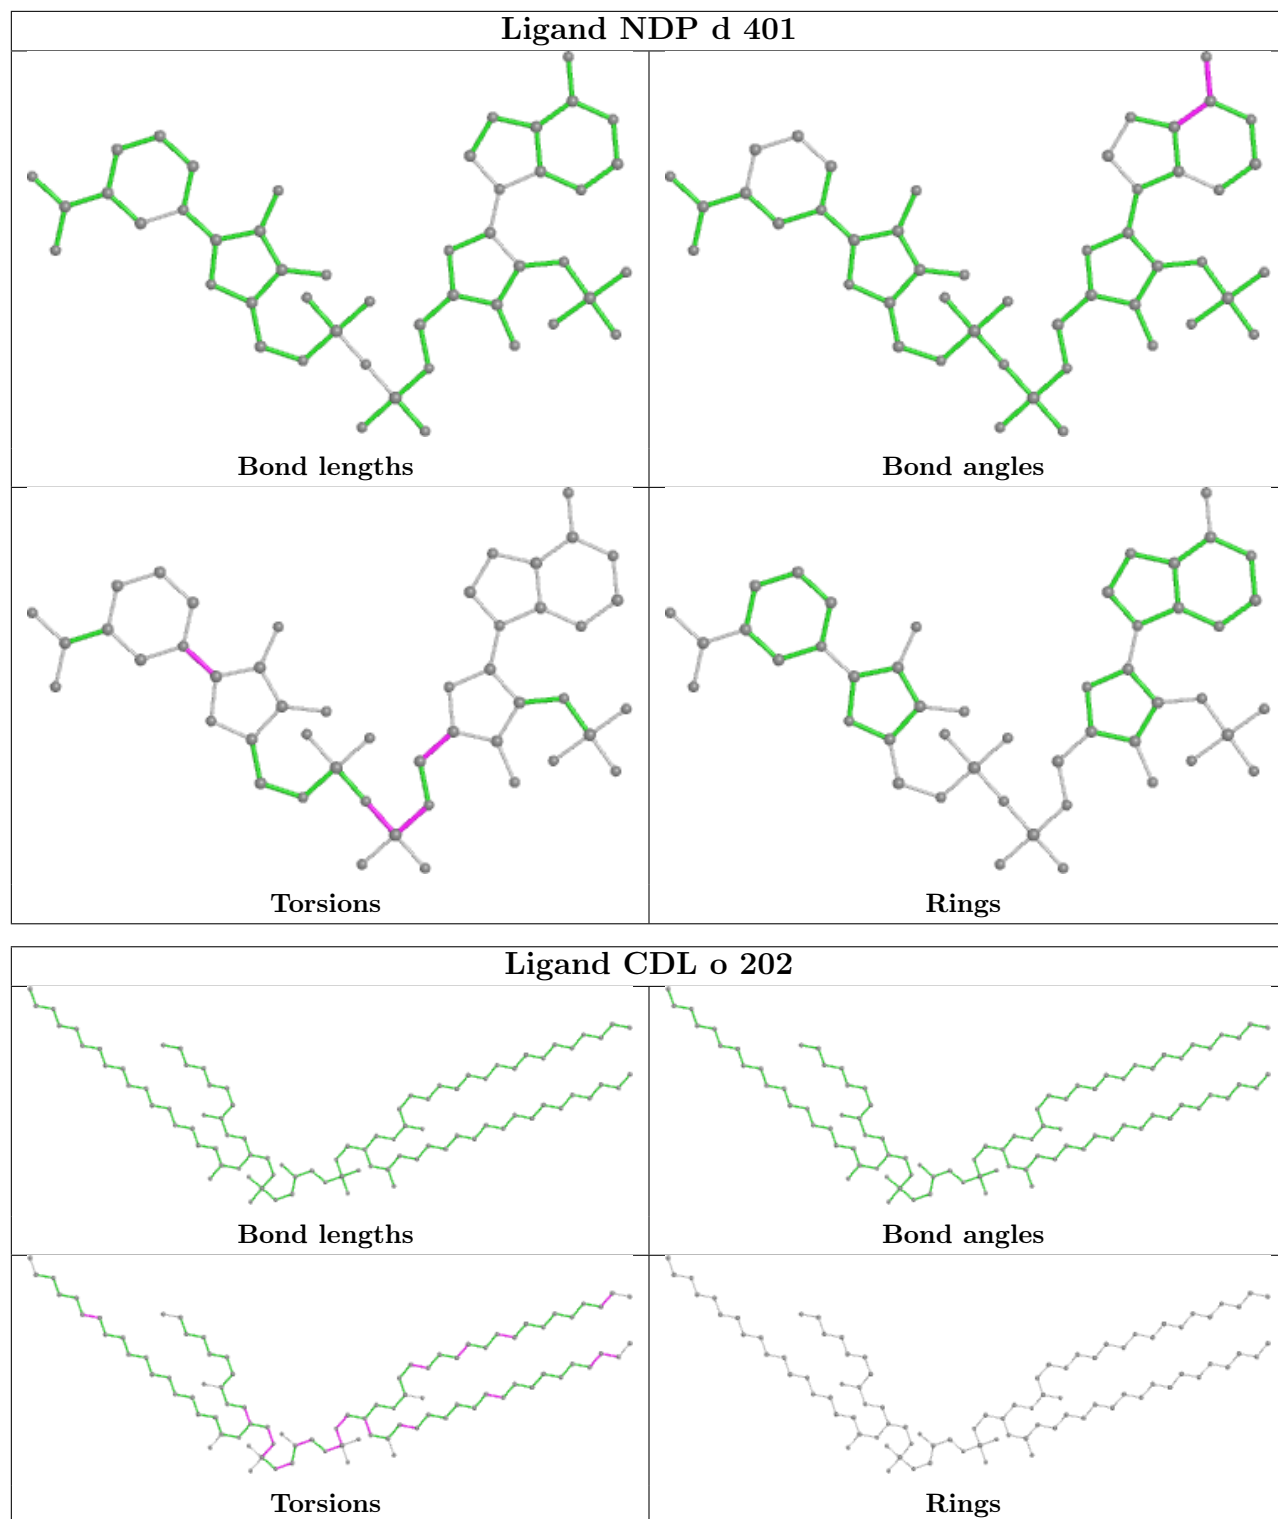 Ligand NDP d 401
Bond lengths
Bond angles
Torsions
Rings
Ligand CDL o 202
Bond lengths
Bond angles
Torsions
Rings